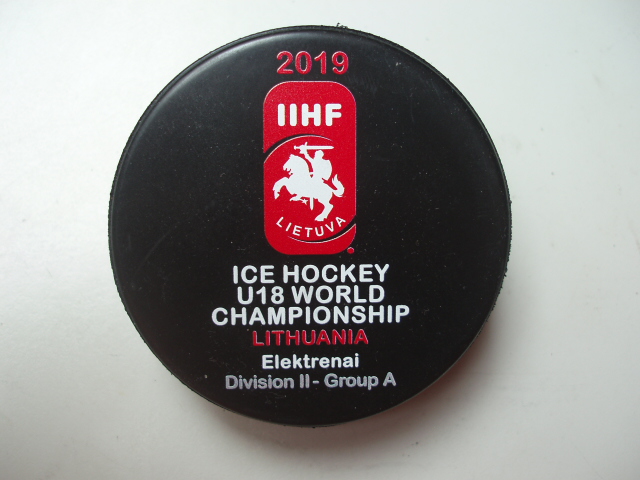 2019
IIHF
LIETUVA
ICE HOCKEY
U18 WORLD
CHAMPIONSHIP
LITHUANIA
Elektrenai
Division II - Group A